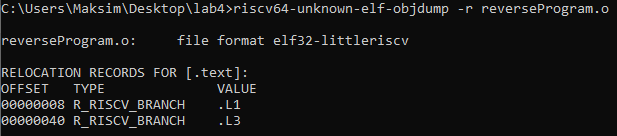 C:\Users\Maksim\Desktop\lab4>riscv64-unknown-elf-objdump -r reverseProgram.o
reverseProgram.o:     file format elf32-littleriscv
RELOCATION RECORDS FOR [.text]:
OFFSET   TYPE              VALUE
00000008 R_RISCV_BRANCH    .L1
00000040 R_RISCV_BRANCH    .L3